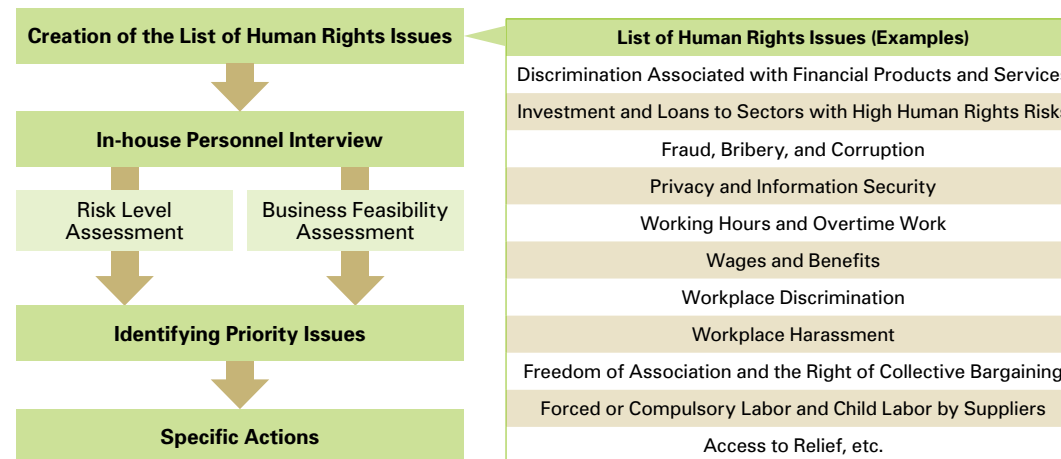 Creation of the List of Human Rights Issues
In-house Personnel Interview
Risk Level
Assessment
Business Feasibility
Assessment
Identifying Priority Issues
Specific Actions
List of Human Rights Issues (Examples)
Discrimination Associated with Financial Products and Service
Investment and Loans to Sectors with High Human Rights Risks
Fraud, Bribery, and Corruption
Privacy and Information Security
Working Hours and Overtime Work
Wages and Benefits
Workplace Discrimination
Workplace Harassment
Freedom of Association and the Right of Collective Bargaining
Forced or Compulsory Labor and Child Labor by Suppliers
Access to Relief, etc.